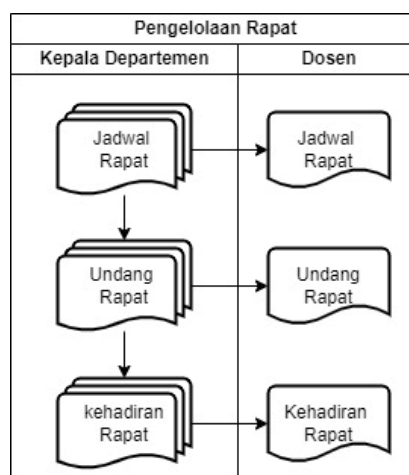 Pengelolaan Rapat
Kepala Departemen
Dosen
Jadwal
Rapat
Jadwal
Rapat
Undang
Rapat
Undang
Rapat
kehadiran
Rapat
Kehadiran
Rapat